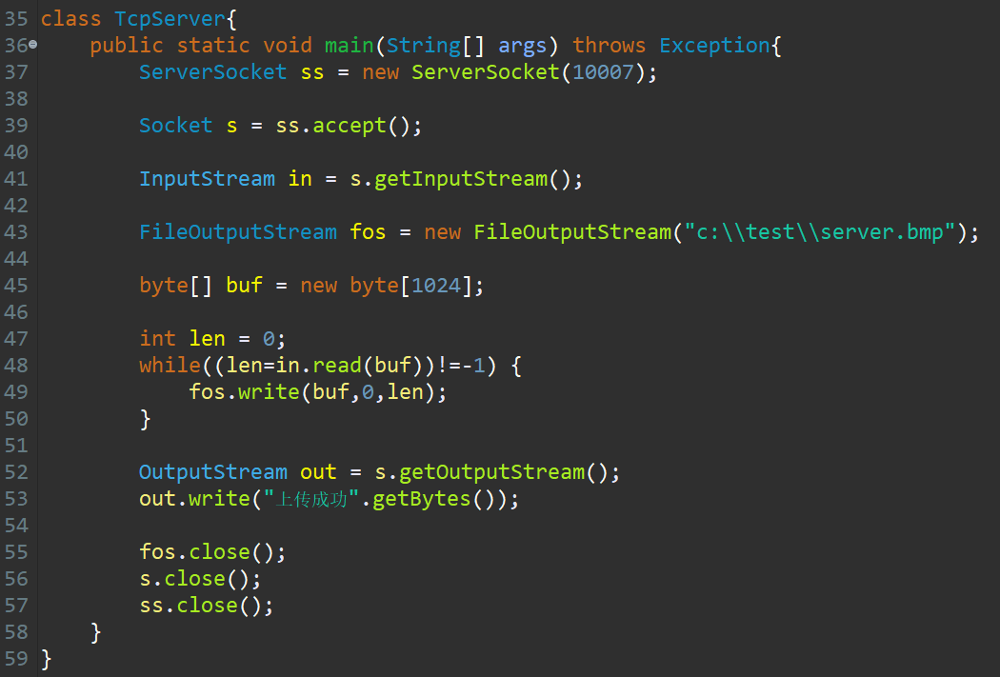 35 class TcpServer{
36 public static void main(String[] args) throws Exception{
37 ServerSocket ss = new ServerSocket(10007);
38
39 Socket s = ss.accept();
40
41 InputStream in = s.getInputStream();
42
43 FileOutputStream fos = new FileOutputStream("c:\\test\\server.bmp");
44
45 byte[] buf = new byte[1024];
46
47 int len = 0;
48 while((len=in.read(buf))!=-1) {
49 fos.write(buf,0,len);
50 }
51
52 OutputStream out = s.getOutputStream();
53 out.write("上传成功".getBytes());
54
55 fos.close();
56 s.close();
57 ss.close();
58 }
59 }